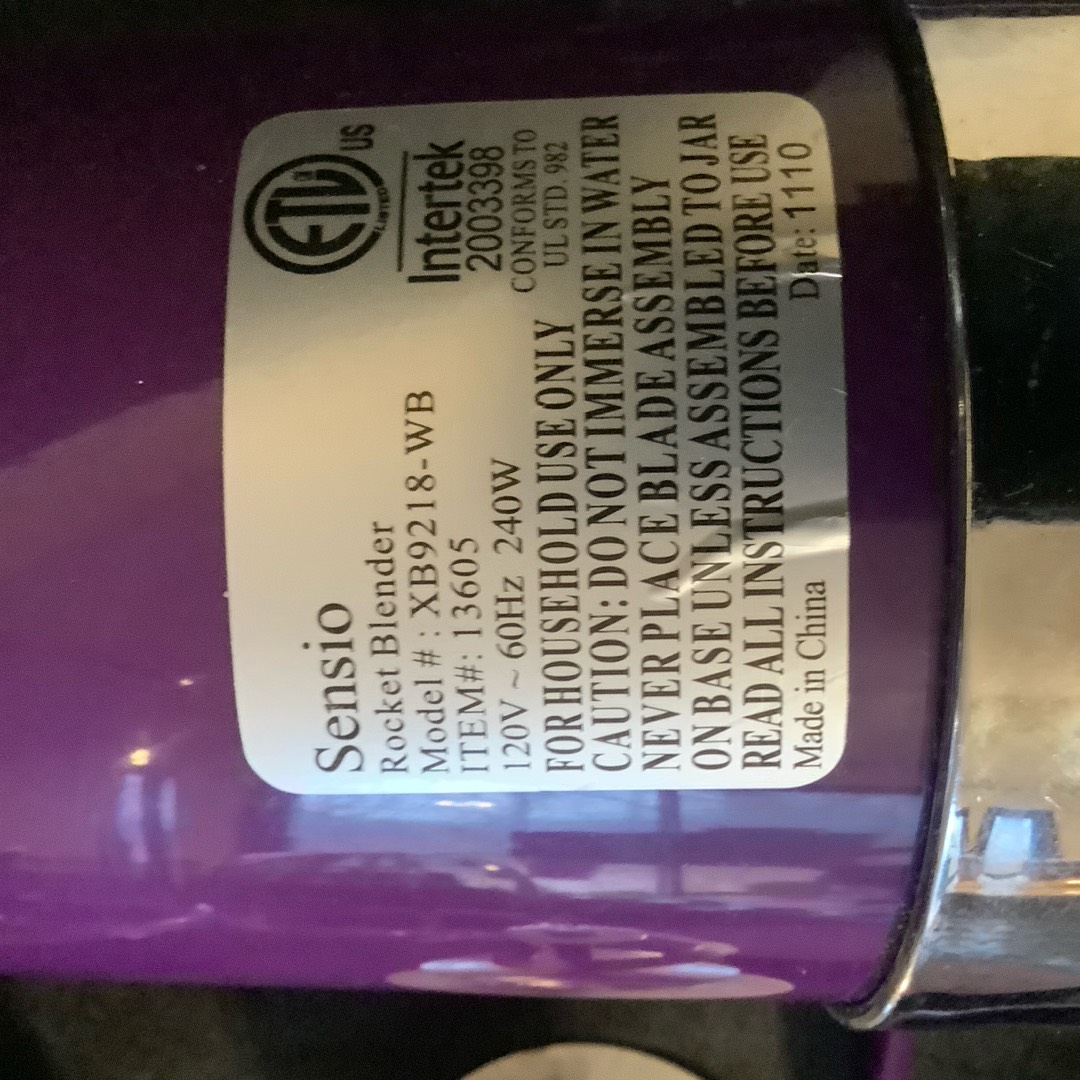 Sensio
Rocket Blender
Model # : XB9218-WB
ITEM#: 13605
120V ~ 60Hz 240W
ETL
CM
LISTED
US
Intertek
2003398
CONFORMS TO
UL STD. 982
FOR HOUSEHOLD USE ONLY
CAUTION: DO NOT IMMERSE IN WATER
NEVER PLACE BLADE ASSEMBLY
ON BASE UNLESS ASSEMBLED TO JAR
READ ALL INSTRUCTIONS BEFORE USE
Made in China Date: 1110